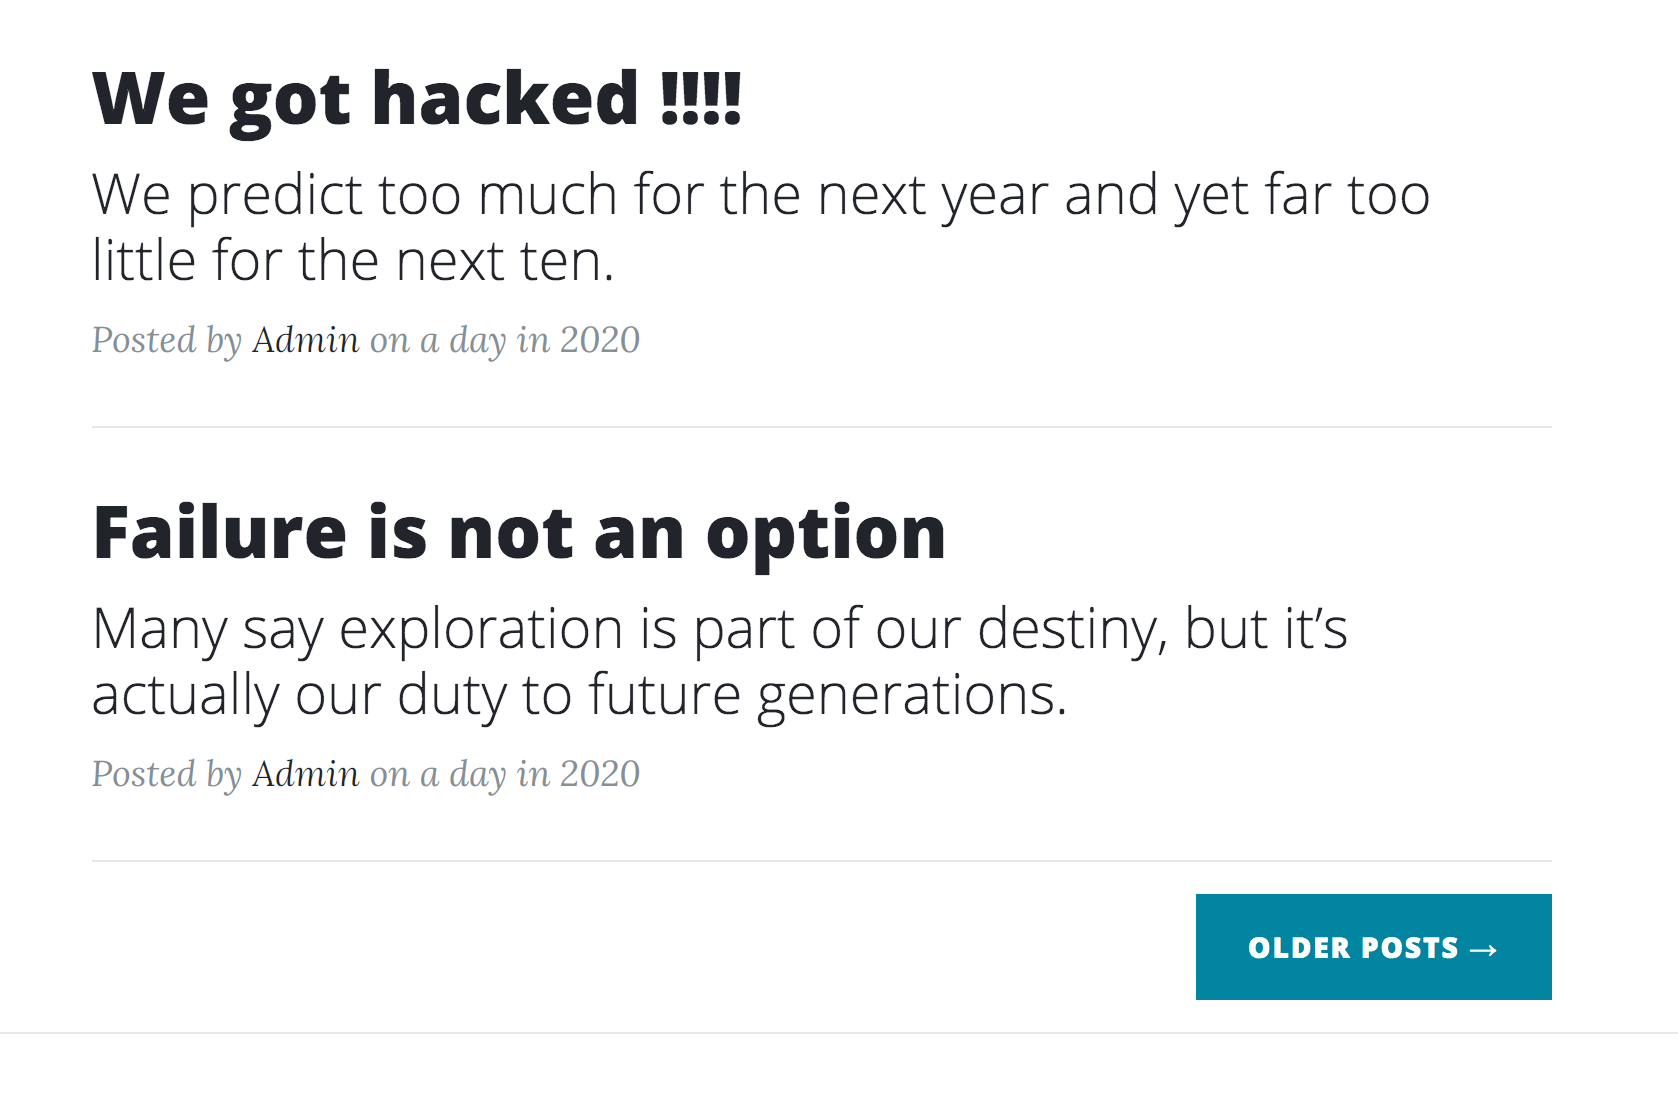 We got hacked !!!!
We predict too much for the next year and yet far too
little for the next ten.
Posted by Admin on a day in 2020
Failure is not an option
Many say exploration is part of our destiny, but it’s
actually our duty to future generations.
Posted by Admin on a day in 2020
OLDER POSTS →